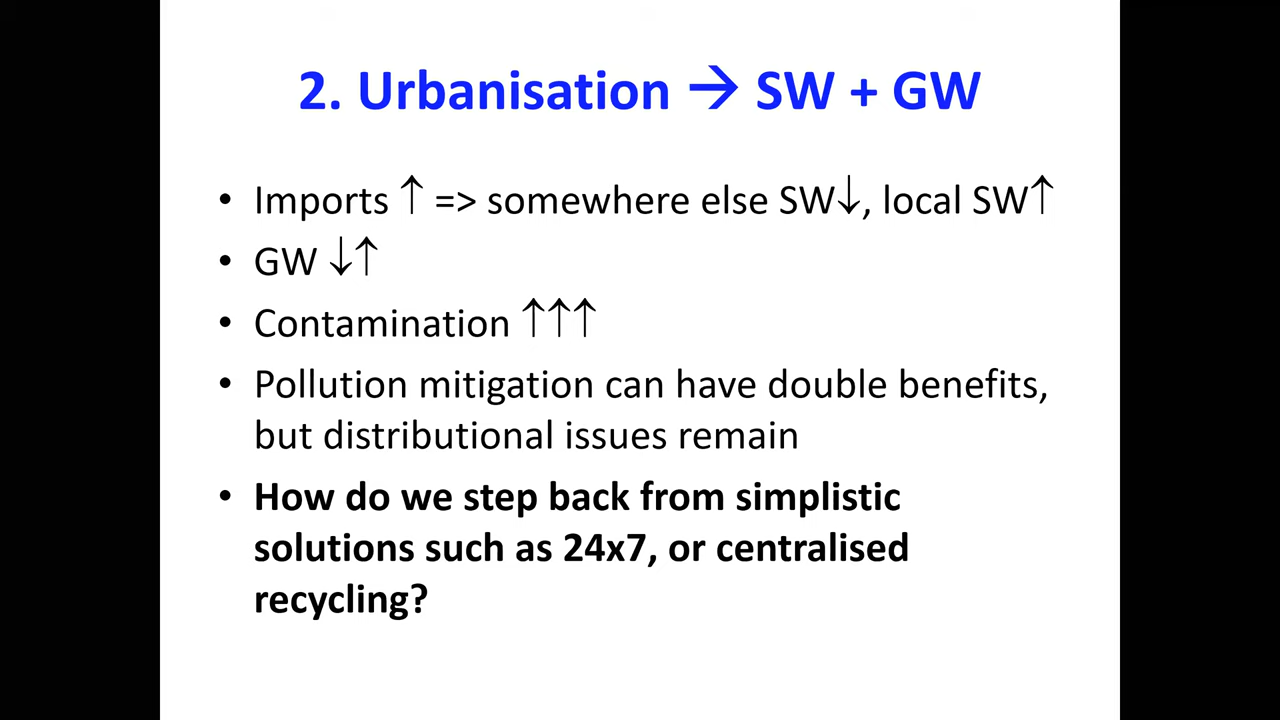 2. Urbanisation → SW + GW
• Imports ↑ => somewhere else SW↓, local SW↑
• GW ↓↑
• Contamination ↑↑↑
• Pollution mitigation can have double benefits,
but distributional issues remain
• How do we step back from simplistic
solutions such as 24x7, or centralised
recycling?